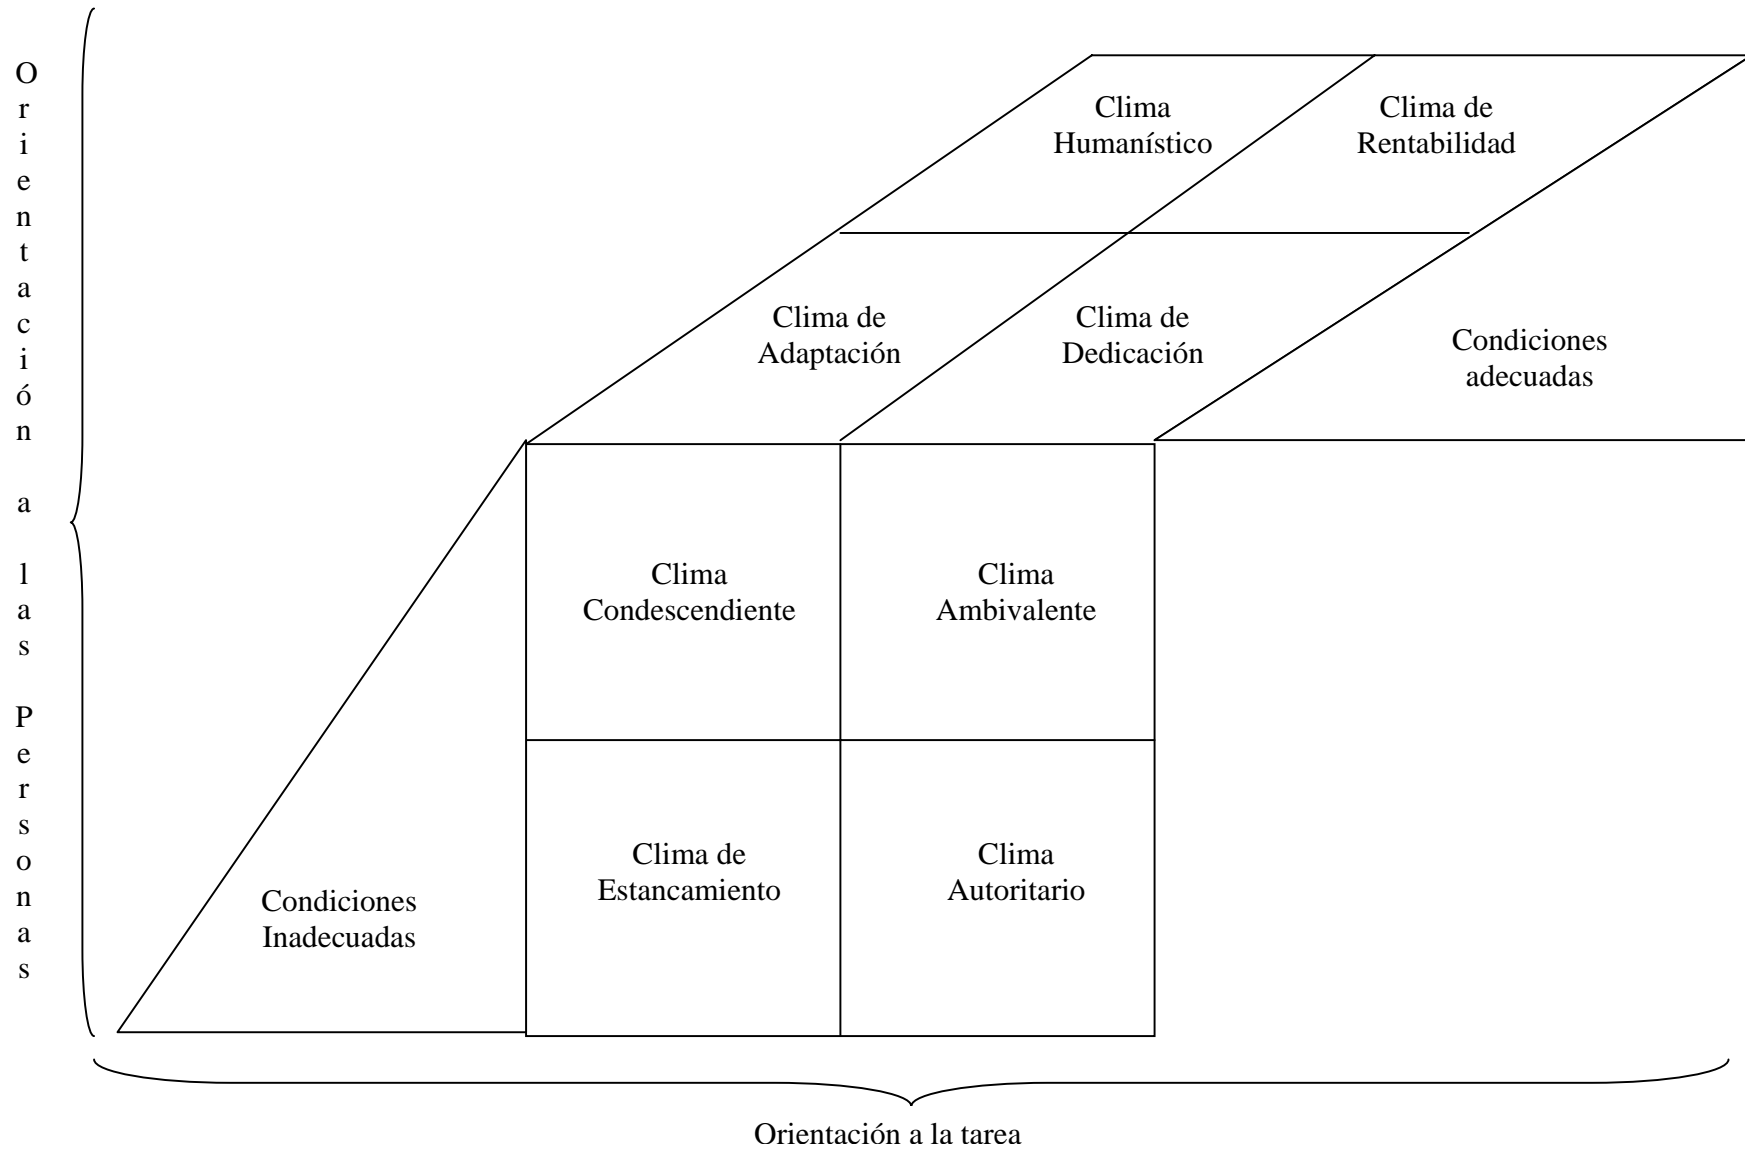 Orientación a las Personas
Clima
Humanístico
Clima de
Rentabilidad
Clima de
Adaptación
Clima de
Dedicación
Condiciones
adecuadas
Clima
Condescendiente
Clima
Ambivalente
Clima de
Estancamiento
Clima
Autoritario
Condiciones
Inadecuadas
Orientación a la tarea